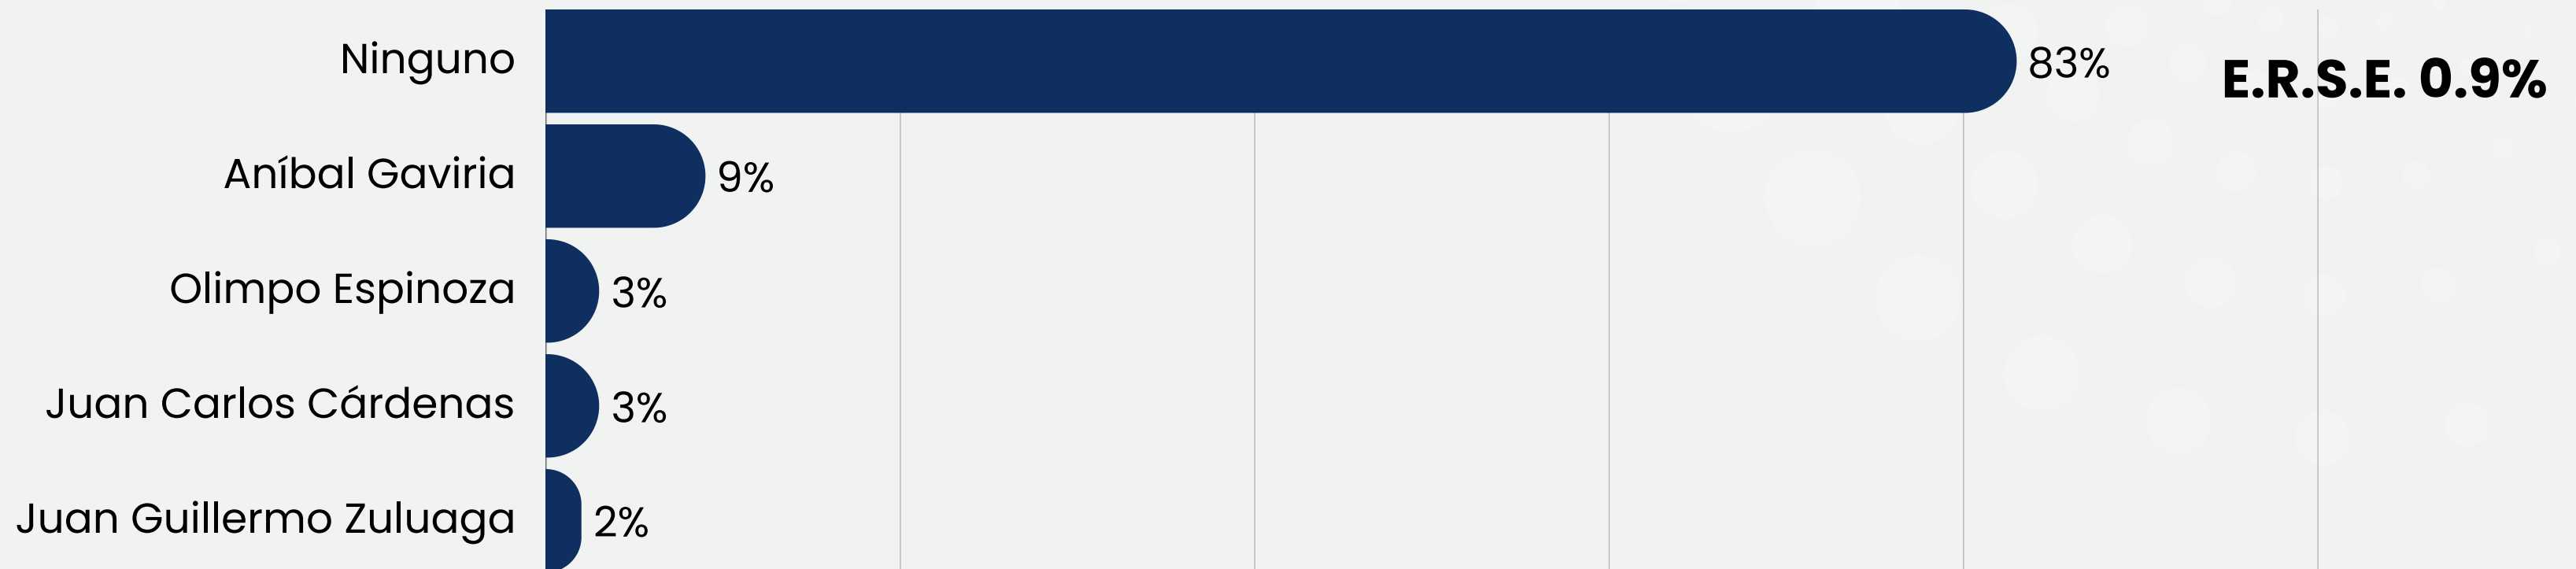 Ninguno 83%
E.R.S.E. 0.9%
Aníbal Gaviria 9%
Olimpo Espinoza 3%
Juan Carlos Cárdenas 3%
Juan Guillermo Zuluaga 2%